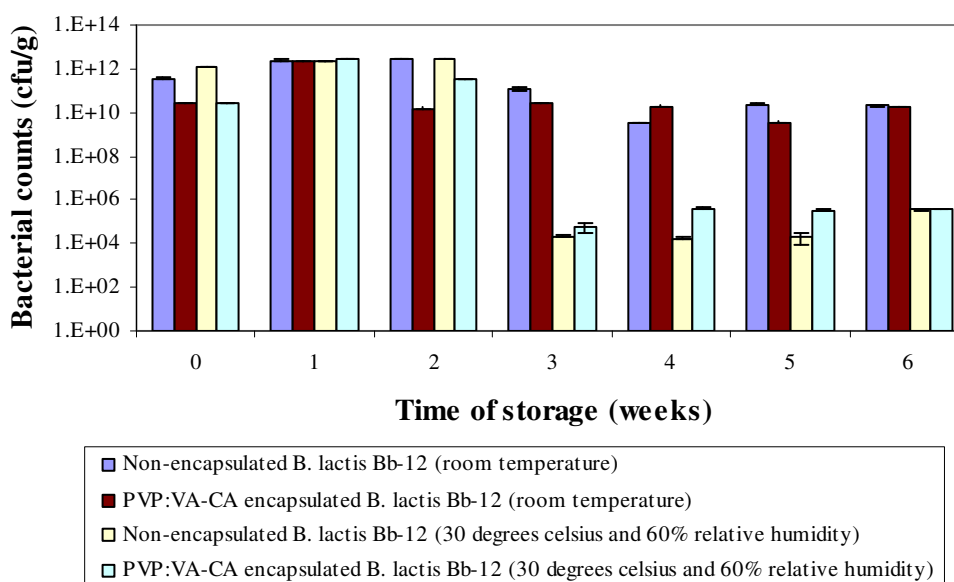 Bacterial counts (cfu/g)
1.E+14
1.E+12
1.E+10
1.E+08
1.E+06
1.E+04
1.E+02
1.E+00
0 1 2 3 4 5 6
Time of storage (weeks)
Non-encapsulated B. lactis Bb-12 (room temperature)
PVP:VA-CA encapsulated B. lactis Bb-12 (room temperature)
Non-encapsulated B. lactis Bb-12 (30 degrees celsius and 60% relative humidity)
PVP:VA-CA encapsulated B. lactis Bb-12 (30 degrees celsius and 60% relative humidity)